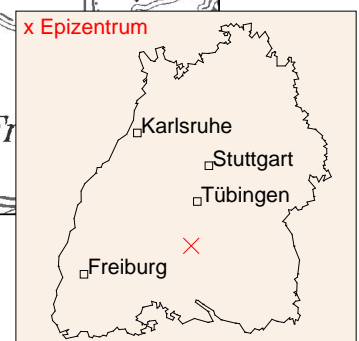 x Epizentrum
Karlsruhe
Stuttgart
Tübingen
Freiburg